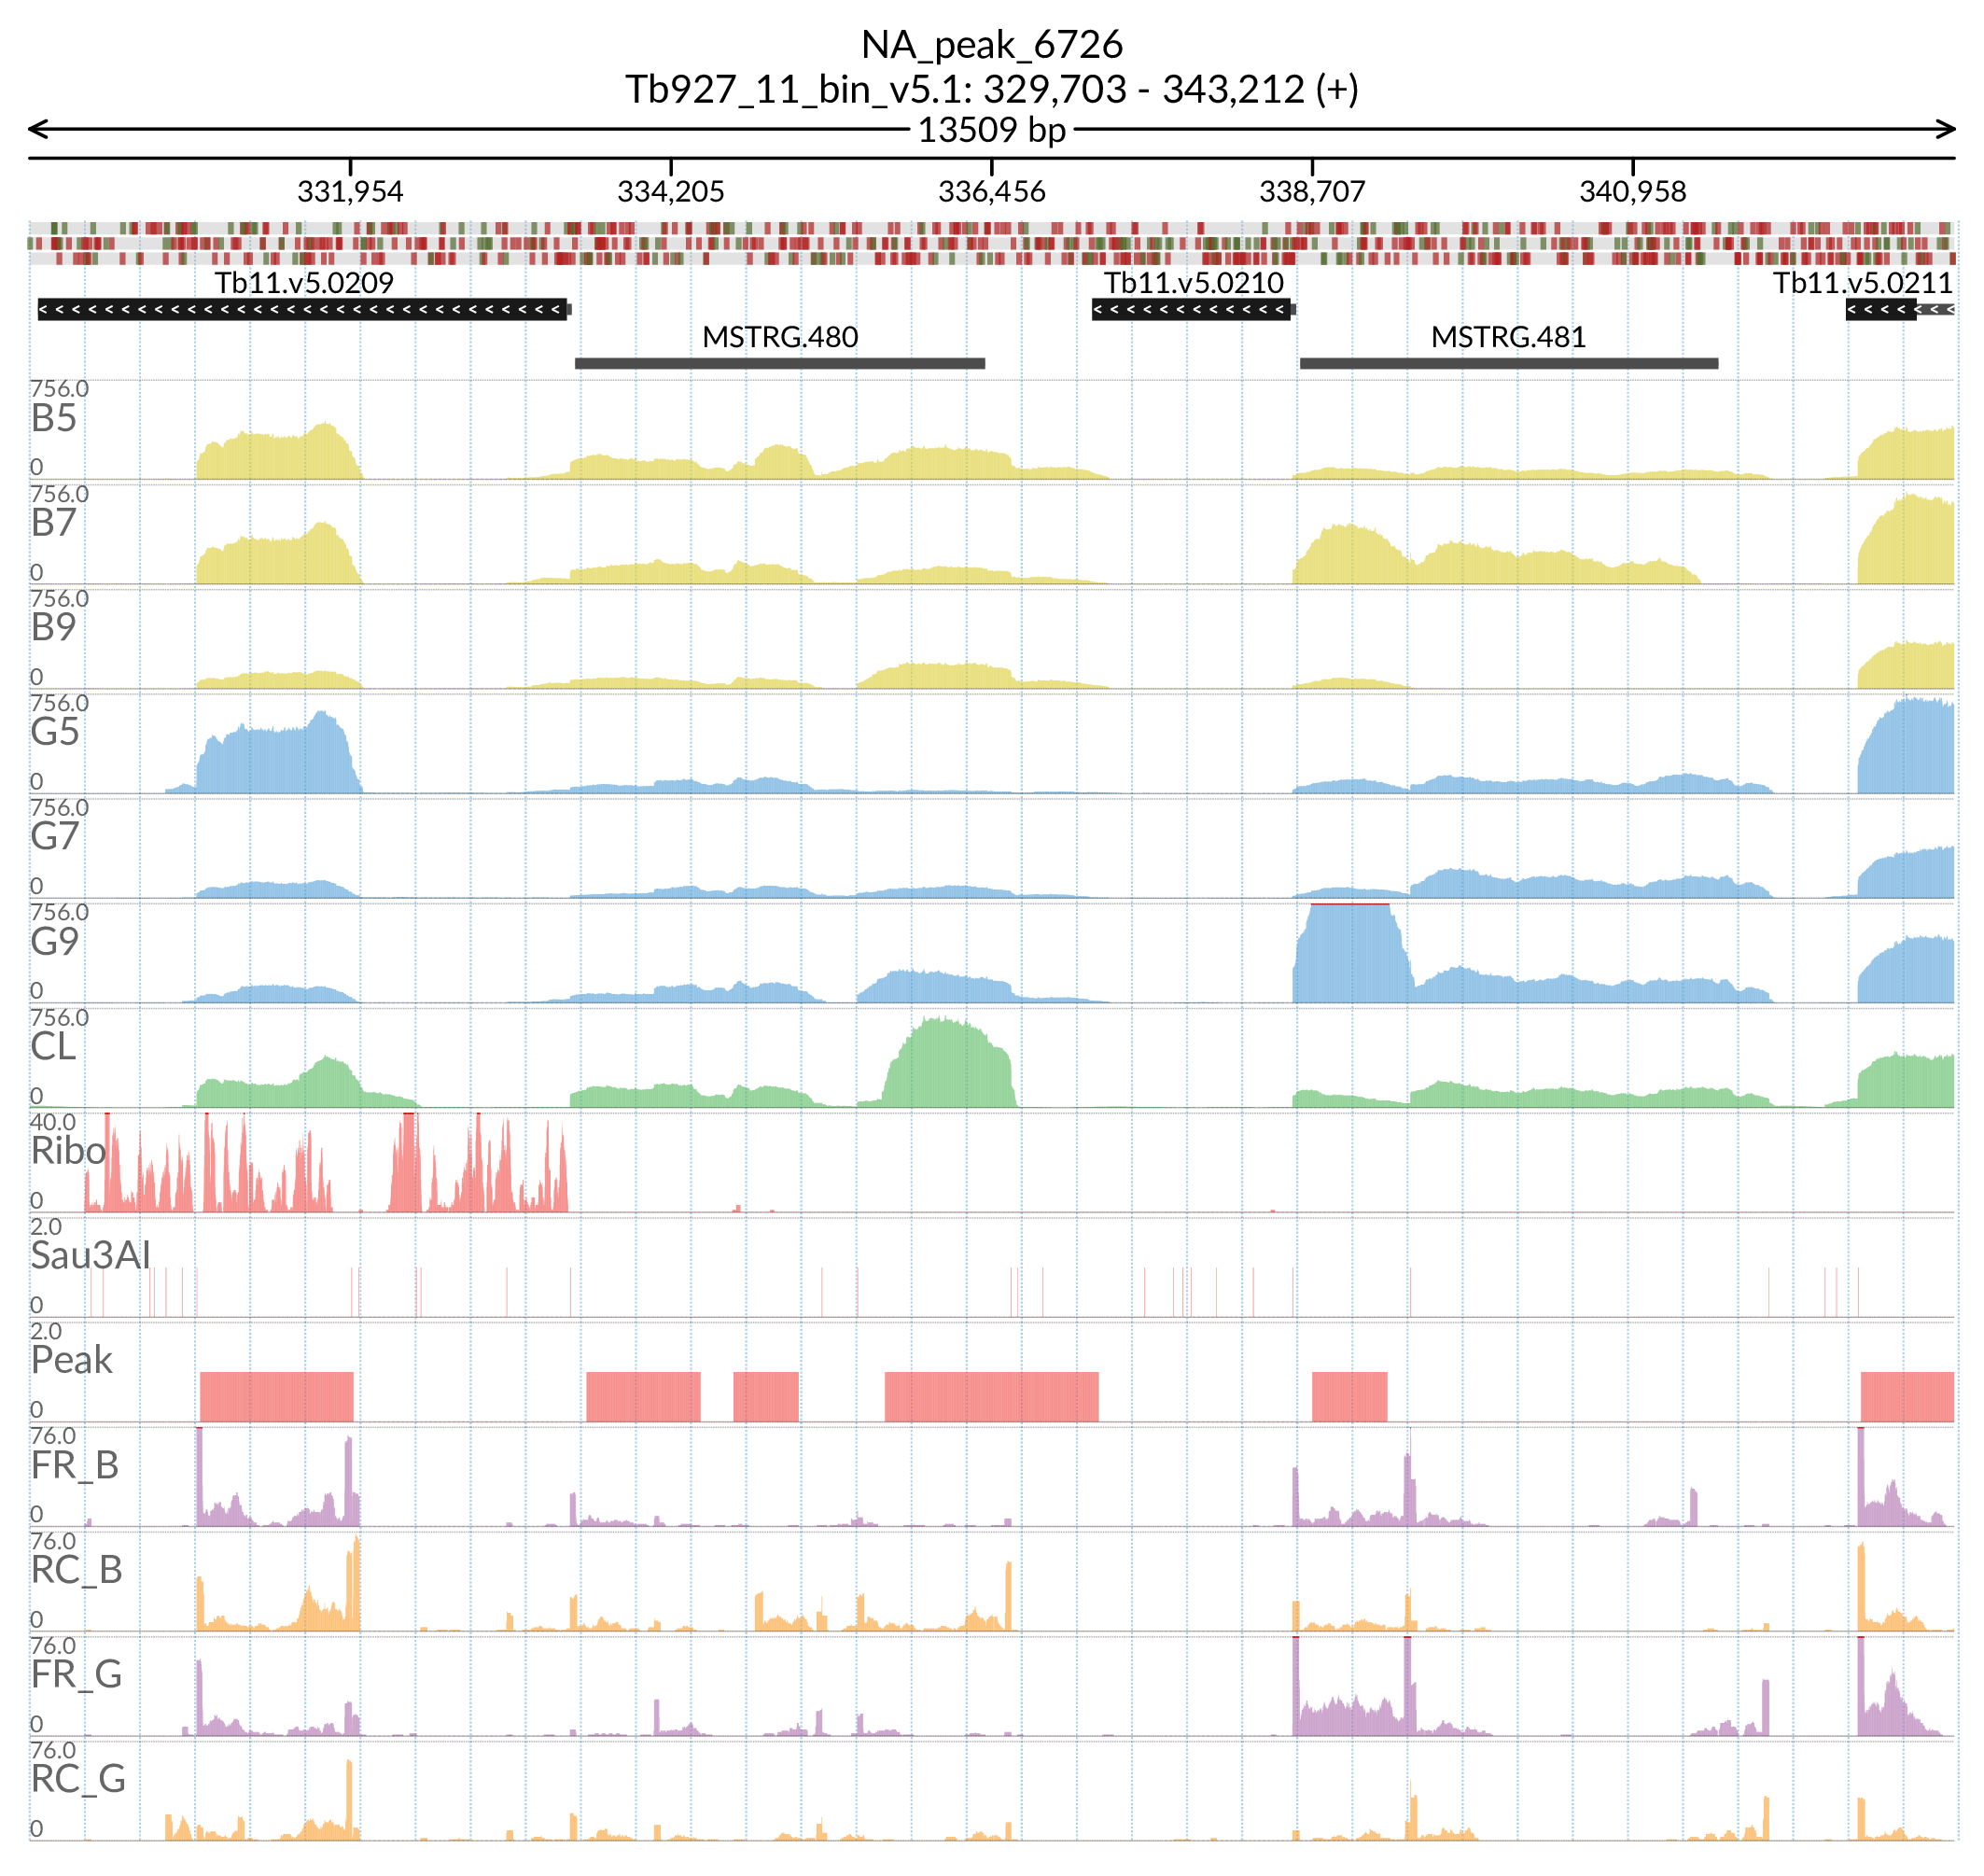 NA_peak_6726
Tb927_11_bin_v5.1: 329,703 - 343,212 (+)
13509 bp
331,954 334,205 336,456 338,707 340,958
Tb11.v5.0209 Tb11.v5.0210 Tb11.v5.0211
MSTRG.480 MSTRG.481
756.0
B5
0
756.0
B7
0
756.0
B9
0
756.0
G5
0
756.0
G7
0
756.0
G9
0
756.0
CL
0
40.0
Ribo
0
2.0
Sau3AI
0
2.0
Peak
0
76.0
FR_B
0
76.0
RC_B
0
76.0
FR_G
0
76.0
RC_G
0